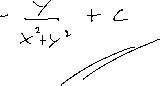 - y/(x²+y²) + c